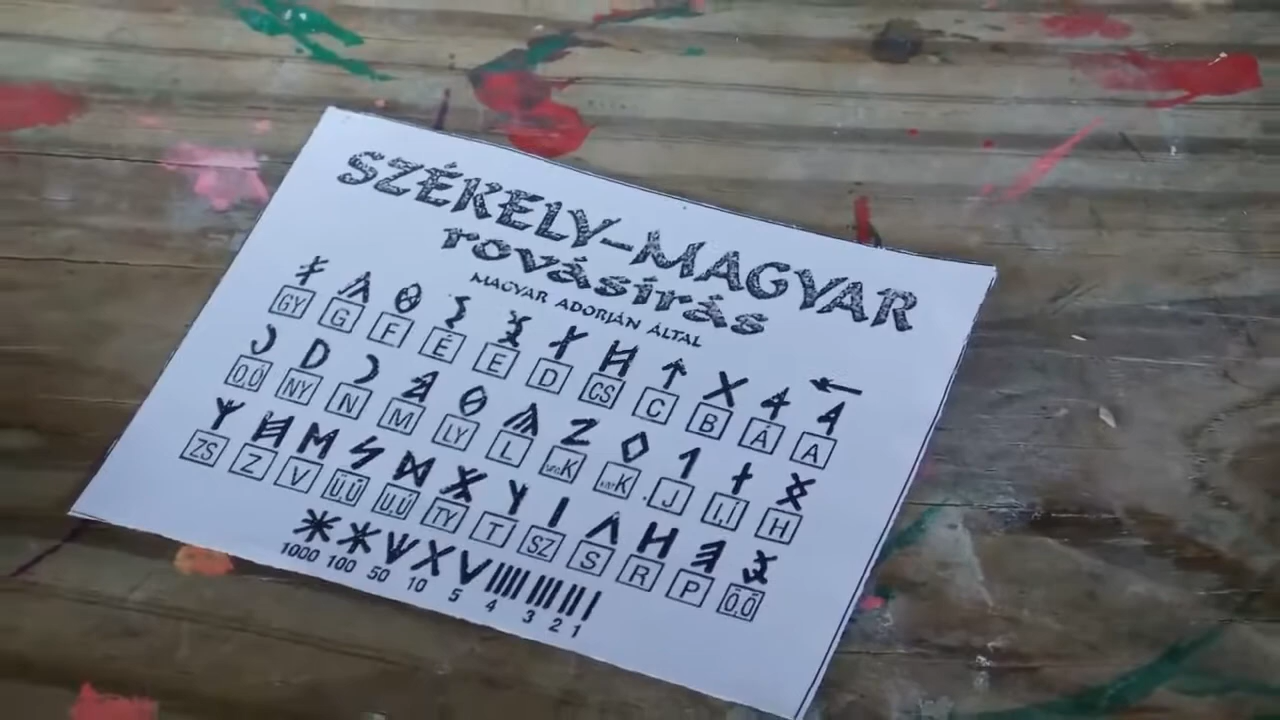 SZÉKELY-MAGYAR
rovásírás
MAGYAR ADORJÁN ÁLTAL
GY G F É E D CS C B Á A
O,Ó NY N M LY L K K J I,Í H
ZS Z V Ü,Ű U,Ú TY T SZ S R P Ö,Ő
1000 100 50 10 5 4 3 2 1